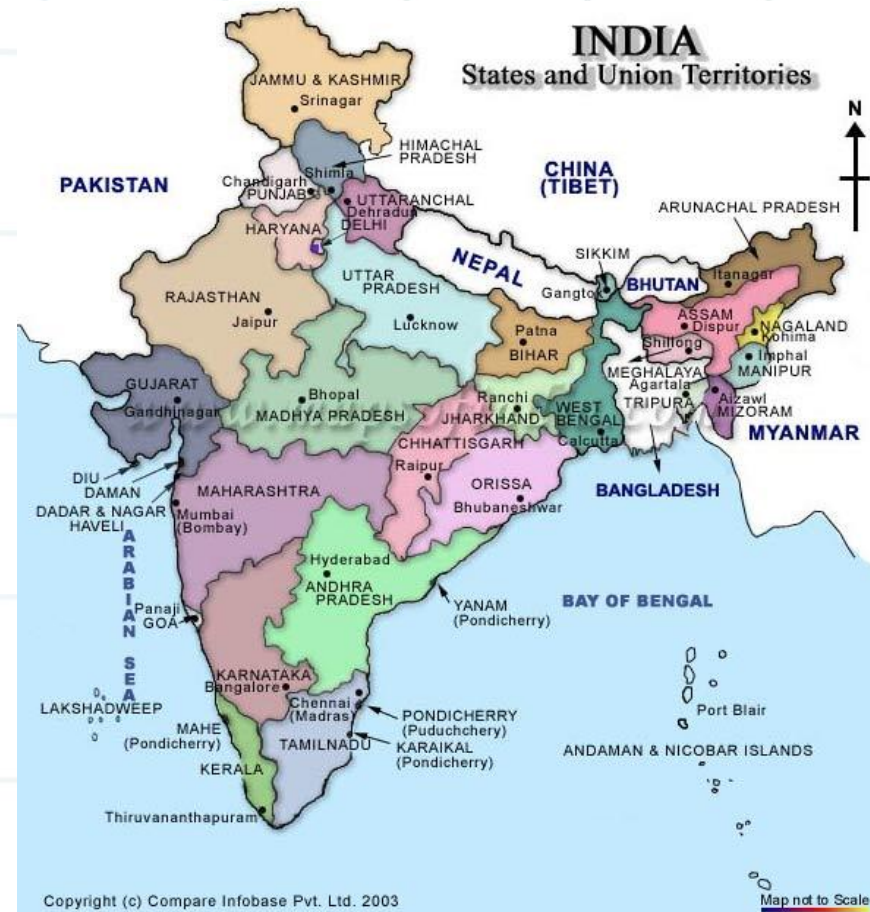 INDIA
States and Union Territories
N
JAMMU & KASHMIR
Srinagar
HIMACHAL
PRADESH
PAKISTAN
CHINA
(TIBET)
Chandigarh
Shimla
PUNJAB
UTTARANCHAL
Dehradun
ARUNACHAL PRADESH
HARYANA
DELHI
NEPAL
SIKKIM
BHUTAN
Itanagar
Gangtok
UTTAR
PRADESH
RAJASTHAN
Jaipur
Lucknow
ASSAM
Dispur
NAGALAND
Kohima
Patna
BIHAR
Shillong
Imphal
MEGHALAYA
MANIPUR
GUJARAT
Gandhinagar
Bhopal
MADHYA PRADESH
Ranchi
JHARKHAND
WEST
BENGAL
Calcutta
Agartala
TRIPURA
Aizawl
MIZORAM
MYANMAR
CHHATTISGARH
Raipur
DIU
DAMAN
DADAR & NAGAR
HAVELI
MAHARASHTRA
Mumbai
(Bombay)
ORISSA
Bhubaneshwar
BANGLADESH
ARABIAN SEA
Hyderabad
ANDHRA
PRADESH
YANAM
(Pondicherry)
BAY OF BENGAL
Panaji
GOA
KARNATAKA
Bangalore
LAKSHADWEEP
Chennai
(Madras)
PONDICHERRY
(Puduchchery)
Port Blair
MAHE
(Pondicherry)
TAMILNADU
KARAIKAL
(Pondicherry)
ANDAMAN & NICOBAR ISLANDS
KERALA
Thiruvananthapuram
Copyright (c) Compare Infobase Pvt. Ltd. 2003
Map not to Scale